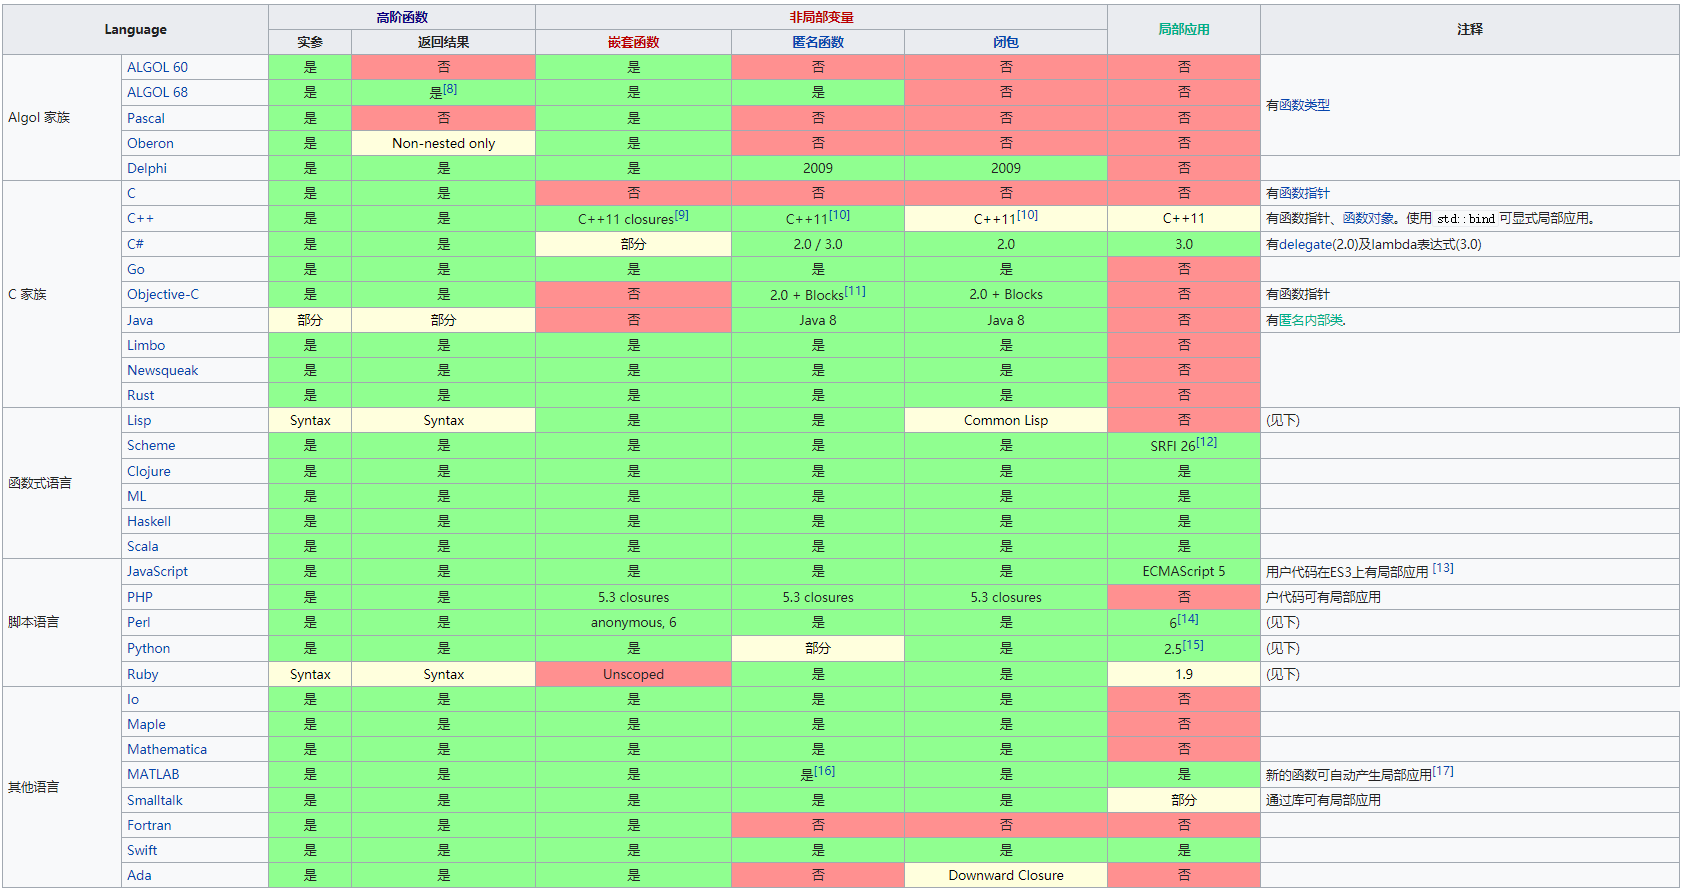 Language 高阶函数 非局部变量 局部应用 注释
实参 返回结果 嵌套函数 匿名函数 闭包
Algol 家族 ALGOL 60 是 否 是 否 否 否 有函数类型
ALGOL 68 是 是[8] 是 是 否 否
Pascal 是 否 是 否 否 否
Oberon 是 Non-nested only 是 否 否 否
Delphi 是 是 是 2009 2009 否
C 家族 C 是 是 否 否 否 否 有函数指针
C++ 是 是 C++11 closures[9] C++11[10] C++11[10] C++11 有函数指针、函数对象。使用 std::bind 可显式局部应用。
C# 是 是 部分 2.0 / 3.0 2.0 3.0 有delegate(2.0)及lambda表达式(3.0)
Go 是 是 是 是 是 否
Objective-C 是 是 否 2.0 + Blocks[11] 2.0 + Blocks 否 有函数指针
Java 部分 部分 否 Java 8 Java 8 否 有匿名内部类.
Limbo 是 是 是 是 是 否
Newsqueak 是 是 是 是 是 否
Rust 是 是 是 是 是 否
函数式语言 Lisp Syntax Syntax 是 是 Common Lisp 否 (见下)
Scheme 是 是 是 是 是 SRFI 26[12]
Clojure 是 是 是 是 是 是
ML 是 是 是 是 是 是
Haskell 是 是 是 是 是 是
Scala 是 是 是 是 是 是
脚本语言 JavaScript 是 是 是 是 是 ECMAScript 5 用户代码在ES3上有局部应用 [13]
PHP 是 是 5.3 closures 5.3 closures 5.3 closures 否 户代码可有局部应用
Perl 是 是 anonymous, 6 是 是 6[14] (见下)
Python 是 是 是 部分 是 2.5[15] (见下)
Ruby Syntax Syntax Unscoped 是 是 1.9 (见下)
其他语言 Io 是 是 是 是 是 否
Maple 是 是 是 是 是 否
Mathematica 是 是 是 是 是 否
MATLAB 是 是 是 是[16] 是 是 新的函数可自动产生局部应用[17]
Smalltalk 是 是 是 是 是 部分 通过库可有局部应用
Fortran 是 是 是 否 否 否
Swift 是 是 是 是 是 是
Ada 是 是 是 否 Downward Closure 否